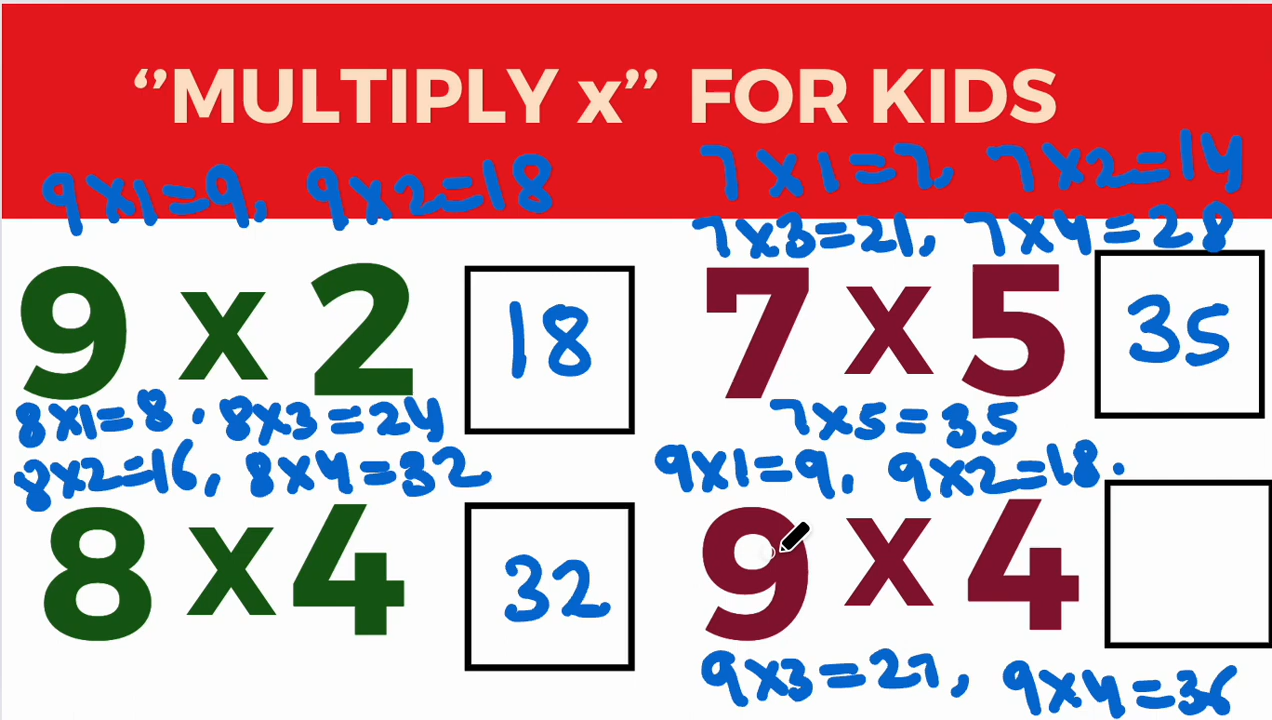 ‘’MULTIPLY x’’ FOR KIDS
9x1=9, 9x2=18
7x1=7, 7x2=14
7x3=21, 7x4=28
9 x 2 18
7 x 5 35
8x1=8. 8x3=24
8x2=16, 8x4=32
7x5=35
9x1=9, 9x2=18.
8 x 4 32
9 x 4
9x3=27, 9x4=36